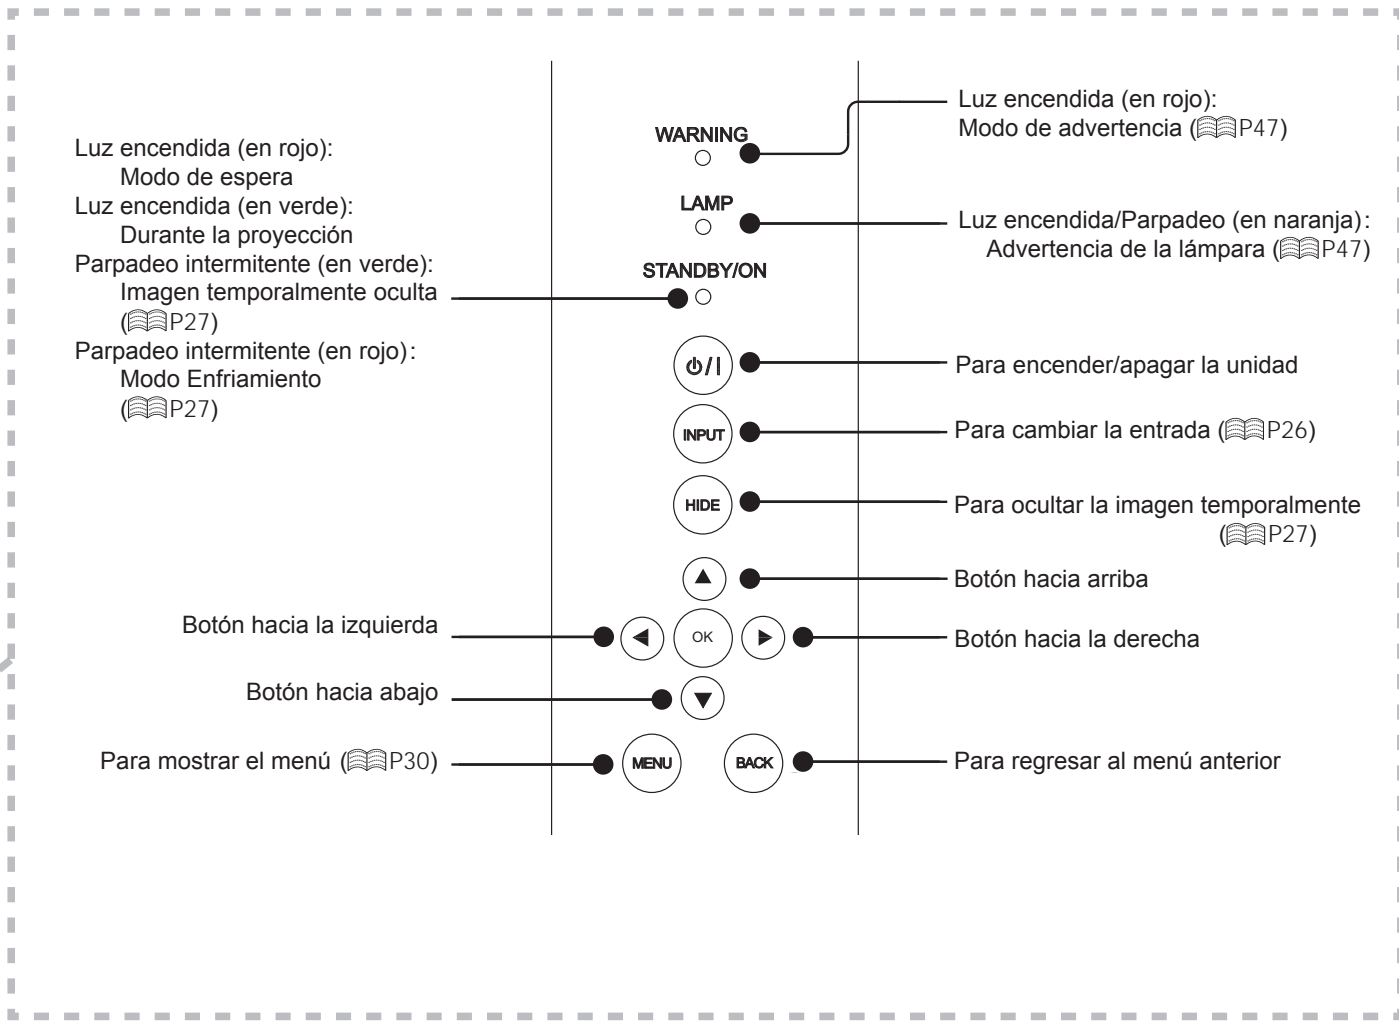 Luz encendida (en rojo):
Modo de espera
Luz encendida (en verde):
Durante la proyección
Parpadeo intermitente (en verde):
Imagen temporalmente oculta
(P27)
Parpadeo intermitente (en rojo):
Modo Enfriamiento
(P27)
Botón hacia la izquierda
Botón hacia abajo
Para mostrar el menú (P30)
WARNING
LAMP
STANDBY/ON
⏻/|
INPUT
HIDE
OK
MENU
BACK
Luz encendida (en rojo):
Modo de advertencia (P47)
Luz encendida/Parpadeo (en naranja):
Advertencia de la lámpara (P47)
Para encender/apagar la unidad
Para cambiar la entrada (P26)
Para ocultar la imagen temporalmente
(P27)
Botón hacia arriba
Botón hacia la derecha
Para regresar al menú anterior